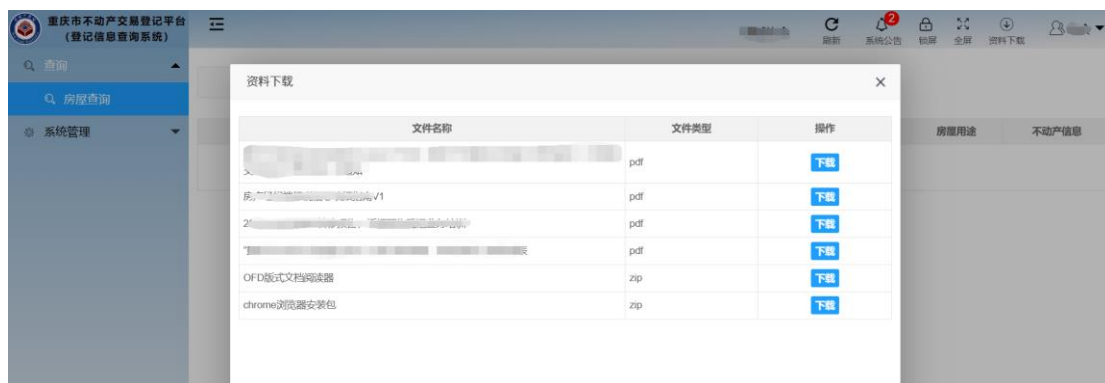 重庆市不动产交易登记平台
(登记信息查询系统)
2
刷新
系统公告
锁屏
全屏
资料下载
查询
房屋查询
系统管理
资料下载
文件名称
文件类型
操作
房屋用途
不动产信息
pdf
下载
V1
pdf
下载
pdf
下载
pdf
下载
OFD版式文档阅读器
zip
下载
chrome浏览器安装包
zip
下载